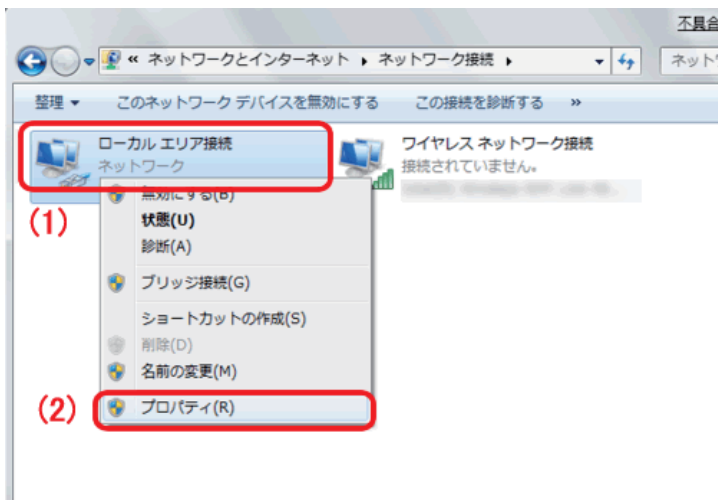 不具合
« ネットワークとインターネット ▸ ネットワーク接続 ▸
ネット
整理 ▼ このネットワーク デバイスを無効にする この接続を診断する »
ローカル エリア接続
ネットワーク
ワイヤレス ネットワーク接続
接続されていません。
(1)
無効にする(B)
状態(U)
診断(A)
ブリッジ接続(G)
ショートカットの作成(S)
削除(D)
名前の変更(M)
(2)
プロパティ(R)